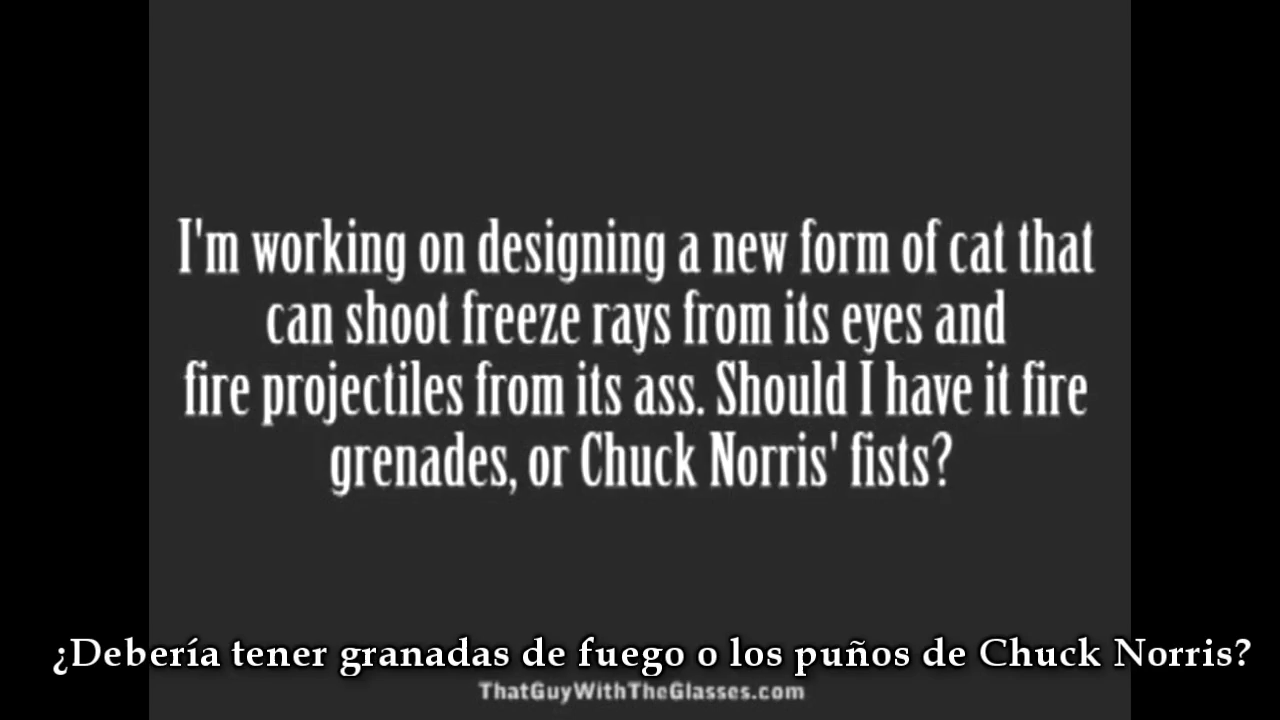 I'm working on designing a new form of cat that
can shoot freeze rays from its eyes and
fire projectiles from its ass. Should I have it fire
grenades, or Chuck Norris' fists?
¿Debería tener granadas de fuego o los puños de Chuck Norris?
ThatGuyWithTheGlasses.com